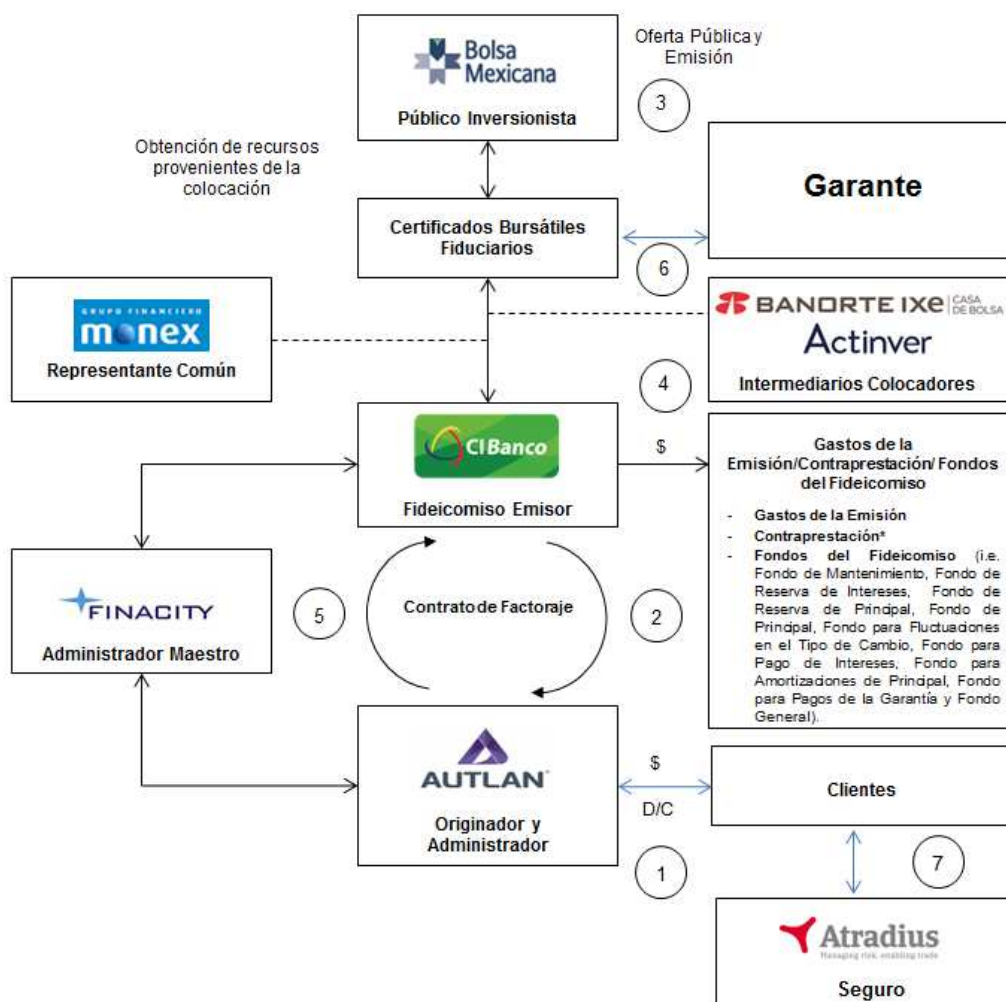 Bolsa
Mexicana
Público Inversionista
Oferta Pública y
Emisión
3
Obtención de recursos
provenientes de la
colocación
Garante
Certificados Bursátiles
Fiduciarios
6
GRUPO FINANCIERO
monex
Representante Común
BANORTE IXE CASA
DE BOLSA
Actinver
Intermediarios Colocadores
4
CIBanco
Fideicomiso Emisor
$
Gastos de la
Emisión/Contraprestación/ Fondos
del Fideicomiso
- Gastos de la Emisión
- Contraprestación*
- Fondos del Fideicomiso (i.e.
Fondo de Mantenimiento, Fondo de
Reserva de Intereses, Fondo de
Reserva de Principal, Fondo de
Principal, Fondo para Fluctuaciones
en el Tipo de Cambio, Fondo para
Pago de Intereses, Fondo para
Amortizaciones de Principal, Fondo
para Pagos de la Garantía y Fondo
General).
FINACITY
Administrador Maestro
5
Contrato de Factoraje
2
AUTLAN
Originador y
Administrador
$
D/C
1
Clientes
7
Atradius
Managing risk, enabling trade
Seguro